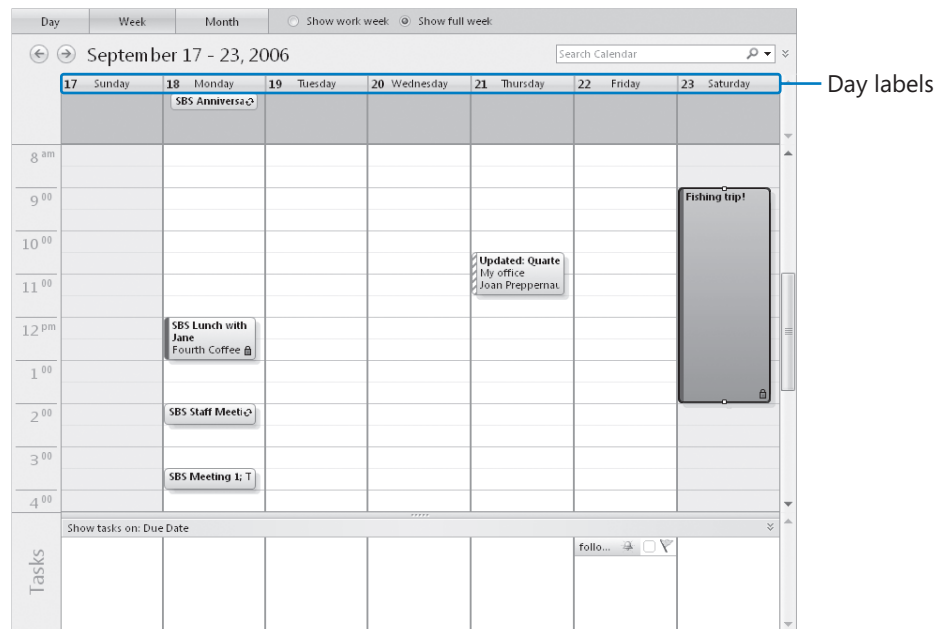 Day Week Month Show work week Show full week
September 17 - 23, 2006 Search Calendar
17 Sunday 18 Monday 19 Tuesday 20 Wednesday 21 Thursday 22 Friday 23 Saturday
Day labels
SBS Anniversa
8 am
9 00
Fishing trip!
10 00
Updated: Quarte
My office
Joan Preppernau
11 00
12 pm
SBS Lunch with
Jane
Fourth Coffee
1 00
2 00
SBS Staff Meeti
3 00
SBS Meeting 1; T
4 00
Show tasks on: Due Date
Tasks
follo...